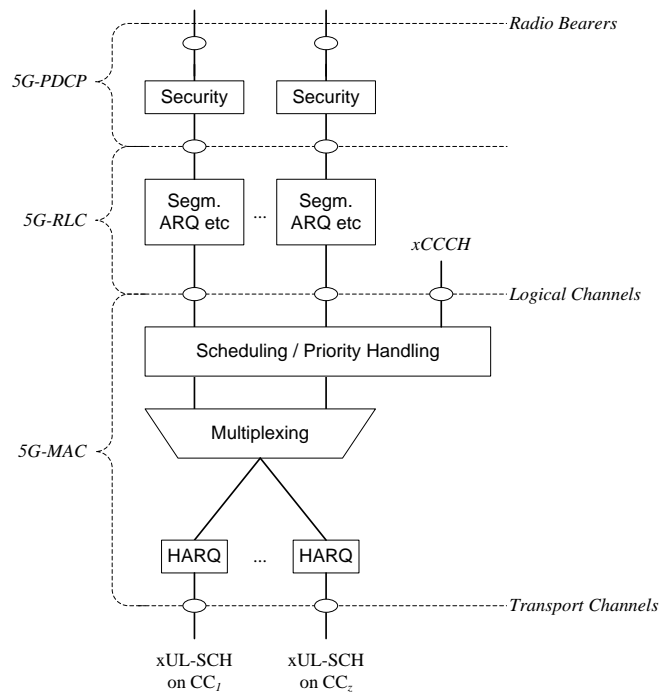 Radio Bearers
5G-PDCP
Security Security
5G-RLC
Segm.
ARQ etc
...
Segm.
ARQ etc
xCCCH
Logical Channels
Scheduling / Priority Handling
5G-MAC
Multiplexing
HARQ ... HARQ
Transport Channels
xUL-SCH
on CC1
xUL-SCH
on CCz